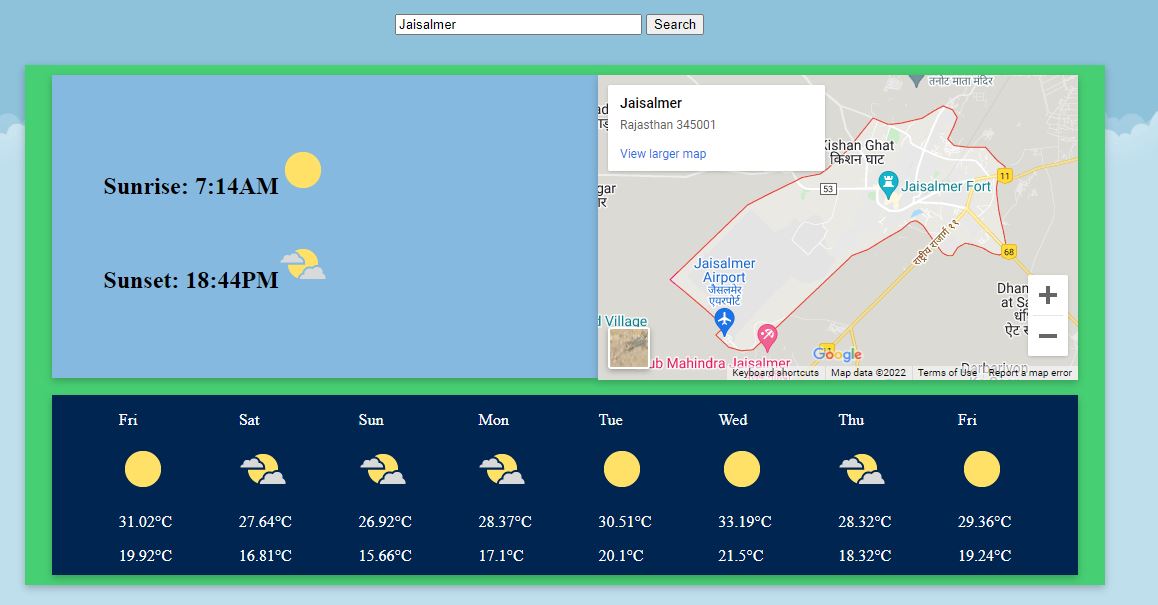 Jaisalmer
Search
Sunrise: 7:14AM
Sunset: 18:44PM
Jaisalmer
Rajasthan 345001
View larger map
तनोट माता मंदिर
Kishan Ghat
किशन घाट
Jaisalmer Fort
53
11
68
राष्ट्रीय राजमार्ग ११
Jaisalmer
Airport
जैसलमेर
एयरपोर्ट
Village
Mahindra Jaisalmer
at
ऐट
Google
Keyboard shortcuts
Map data ©2022
Terms of Use
Report a map error
Fri Sat Sun Mon Tue Wed Thu Fri
31.02°C 27.64°C 26.92°C 28.37°C 30.51°C 33.19°C 28.32°C 29.36°C
19.92°C 16.81°C 15.66°C 17.1°C 20.1°C 21.5°C 18.32°C 19.24°C